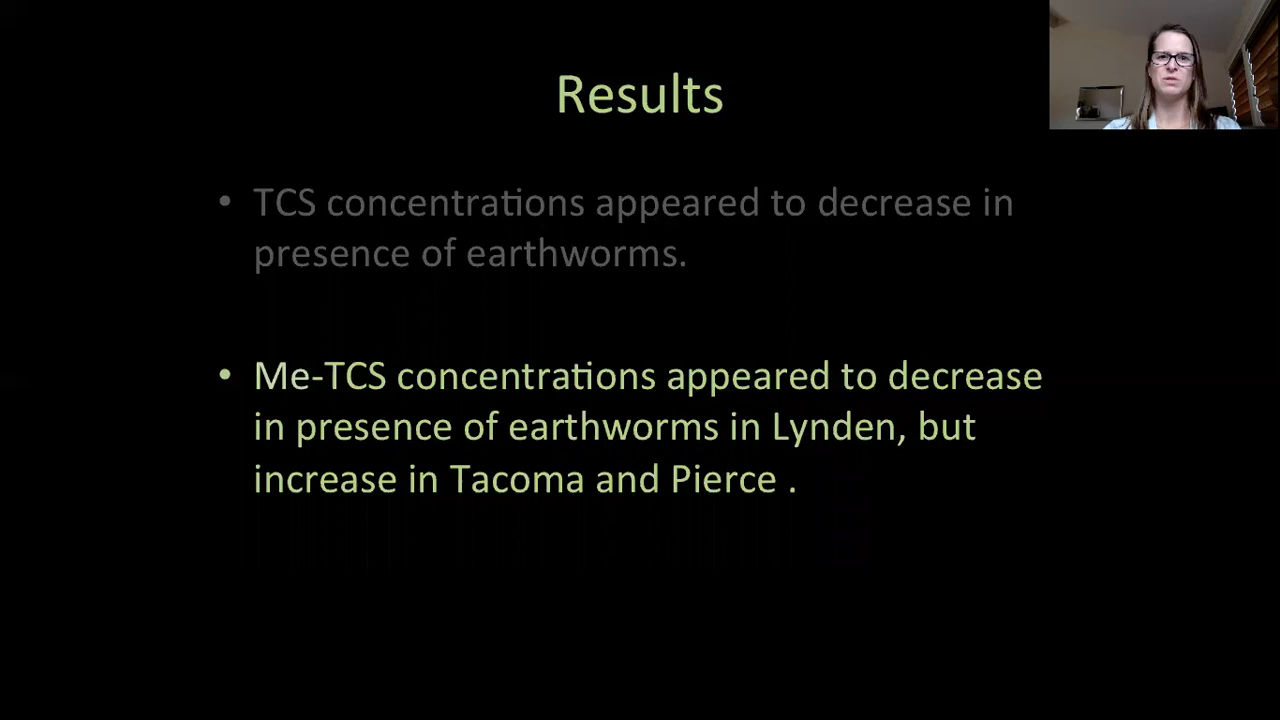 Results
• TCS concentrations appeared to decrease in
presence of earthworms.
• Me-TCS concentrations appeared to decrease
in presence of earthworms in Lynden, but
increase in Tacoma and Pierce .